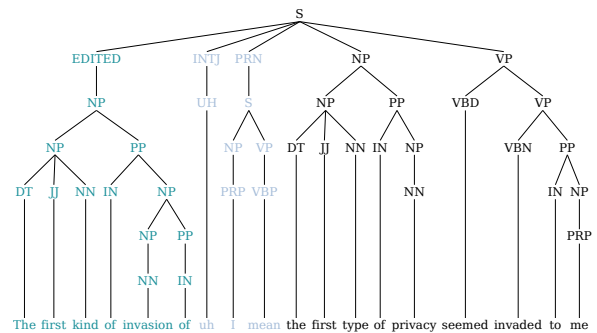 S
EDITED INTJ PRN NP VP
NP UH S NP PP VBD VP
NP PP NP VP DT JJ NN IN NP VBN PP
DT JJ NN IN NP PRP VBP NN IN NP
NP PP PRP
NN IN
The first kind of invasion of uh I mean the first type of privacy seemed invaded to me